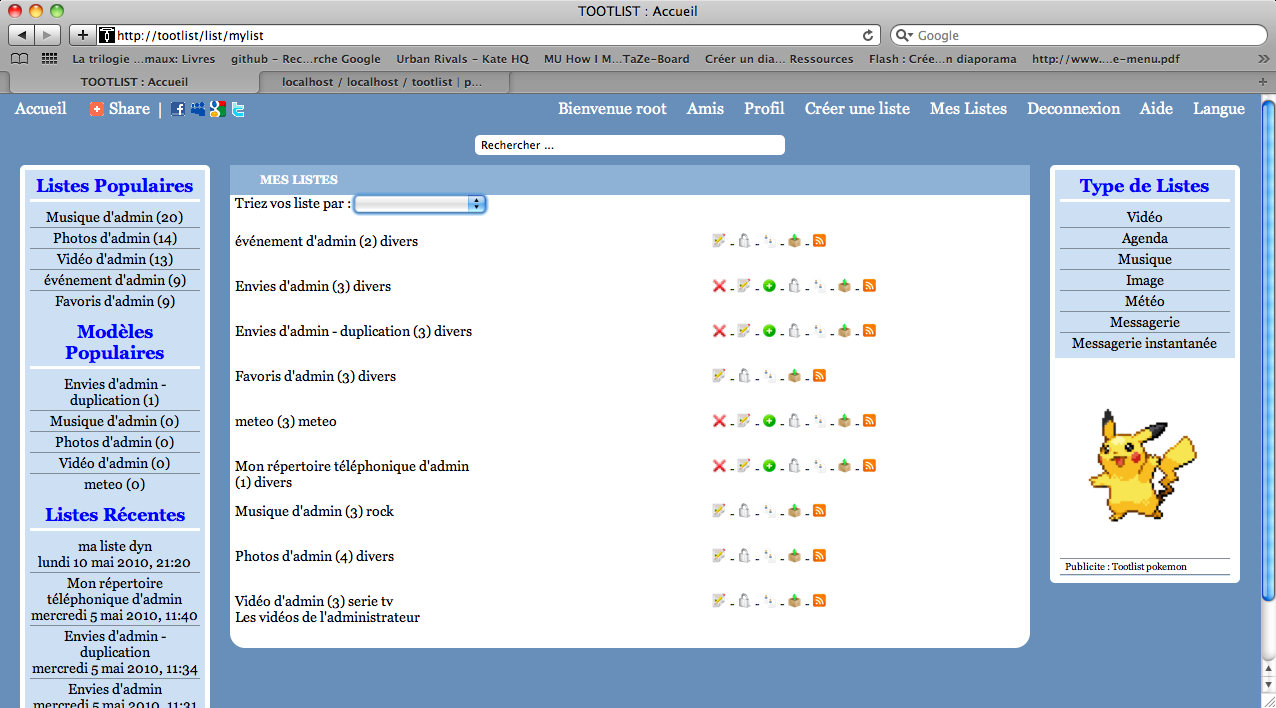 TOOTLIST : Accueil
http://tootlist/list/mylist
Google
La trilogie ...maux: Livres
github - Rec...rche Google
Urban Rivals - Kate HQ
MU How I M...TaZe-Board
Créer un dia... Ressources
Flash : Crée...n diaporama
http://www....e-menu.pdf
TOOTLIST : Accueil
localhost / localhost / tootlist | p...
Accueil
Share |
Bienvenue root
Amis
Profil
Créer une liste
Mes Listes
Deconnexion
Aide
Langue
Rechercher ...
Listes Populaires
Musique d'admin (20)
Photos d'admin (14)
Vidéo d'admin (13)
événement d'admin (9)
Favoris d'admin (9)
Modèles
Populaires
Envies d'admin -
duplication (1)
Musique d'admin (0)
Photos d'admin (0)
Vidéo d'admin (0)
meteo (0)
Listes Récentes
ma liste dyn
lundi 10 mai 2010, 21:20
Mon répertoire
téléphonique d'admin
mercredi 5 mai 2010, 11:40
Envies d'admin -
duplication
mercredi 5 mai 2010, 11:34
Envies d'admin
mercredi 5 mai 2010, 11:31
MES LISTES
Triez vos liste par :
événement d'admin (2) divers
Envies d'admin (3) divers
Envies d'admin - duplication (3) divers
Favoris d'admin (3) divers
meteo (3) meteo
Mon répertoire téléphonique d'admin
(1) divers
Musique d'admin (3) rock
Photos d'admin (4) divers
Vidéo d'admin (3) serie tv
Les vidéos de l'administrateur
Type de Listes
Vidéo
Agenda
Musique
Image
Météo
Messagerie
Messagerie instantanée
Publicite : Tootlist pokemon